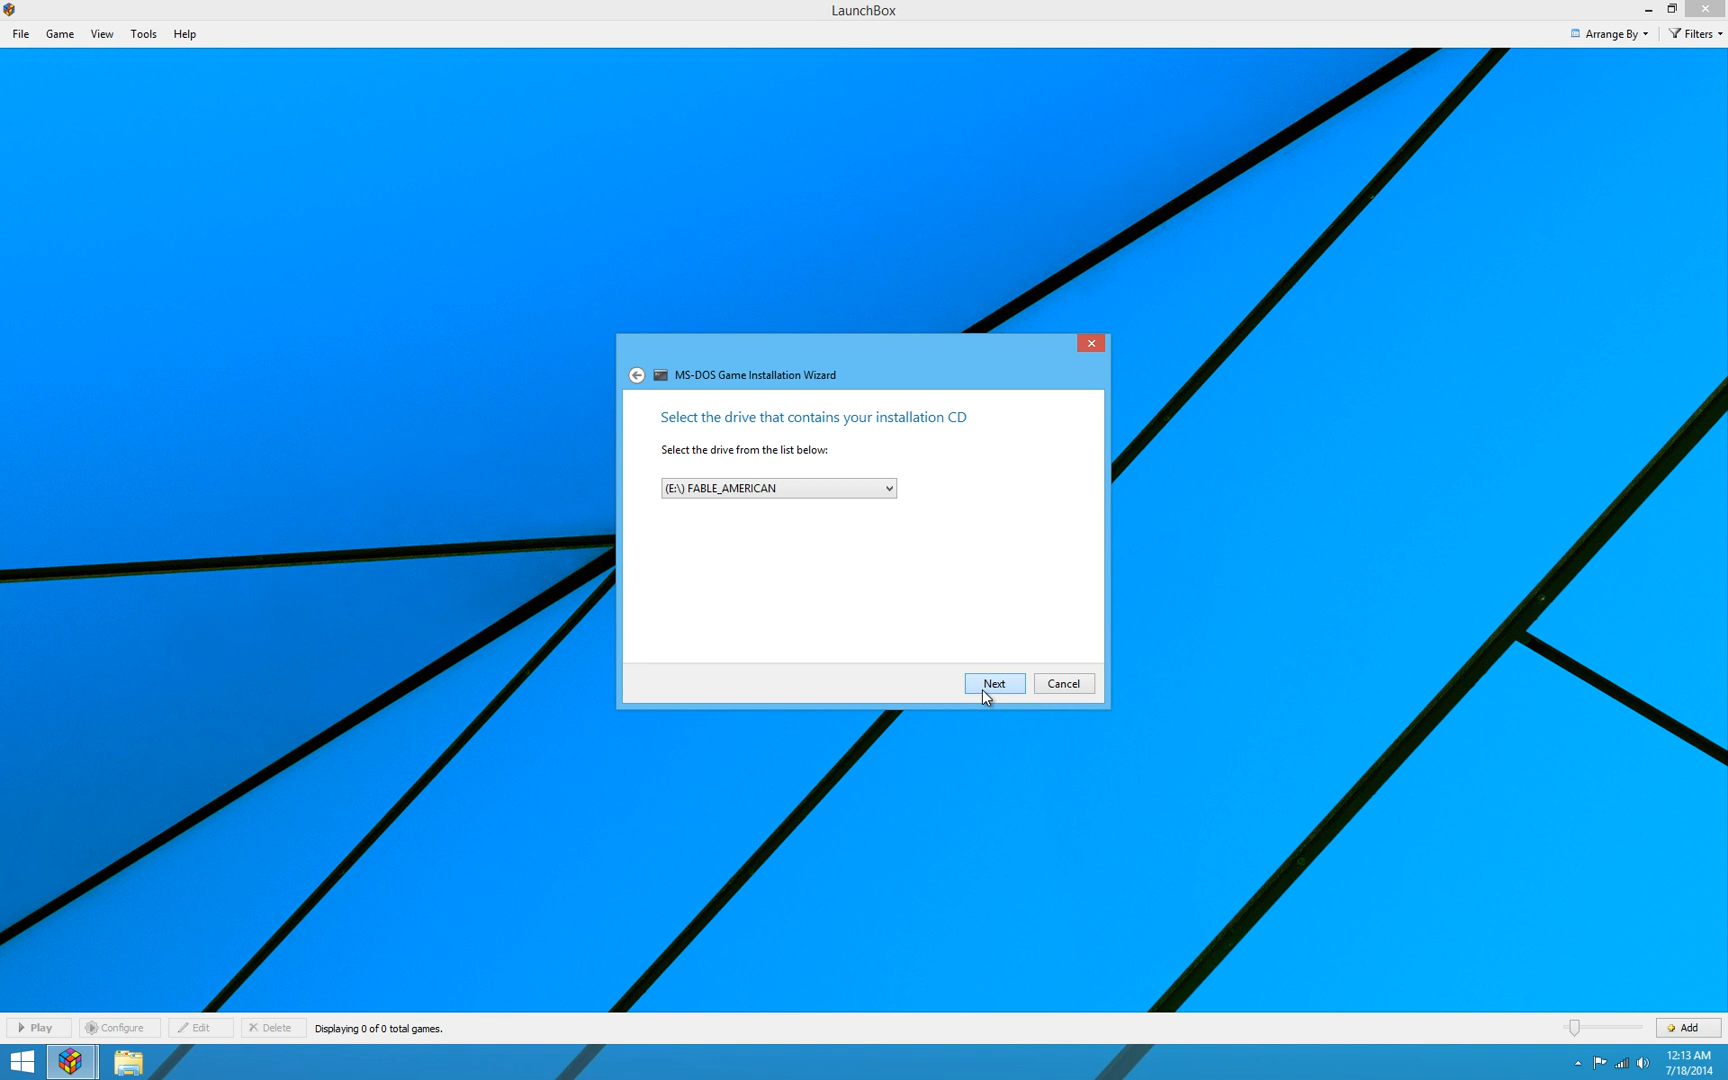 LaunchBox
File Game View Tools Help Arrange By Filters
MS-DOS Game Installation Wizard
Select the drive that contains your installation CD
Select the drive from the list below:
(E:\) FABLE_AMERICAN
Next Cancel
Play Configure Edit Delete Displaying 0 of 0 total games. Add
12:13 AM
7/18/2014